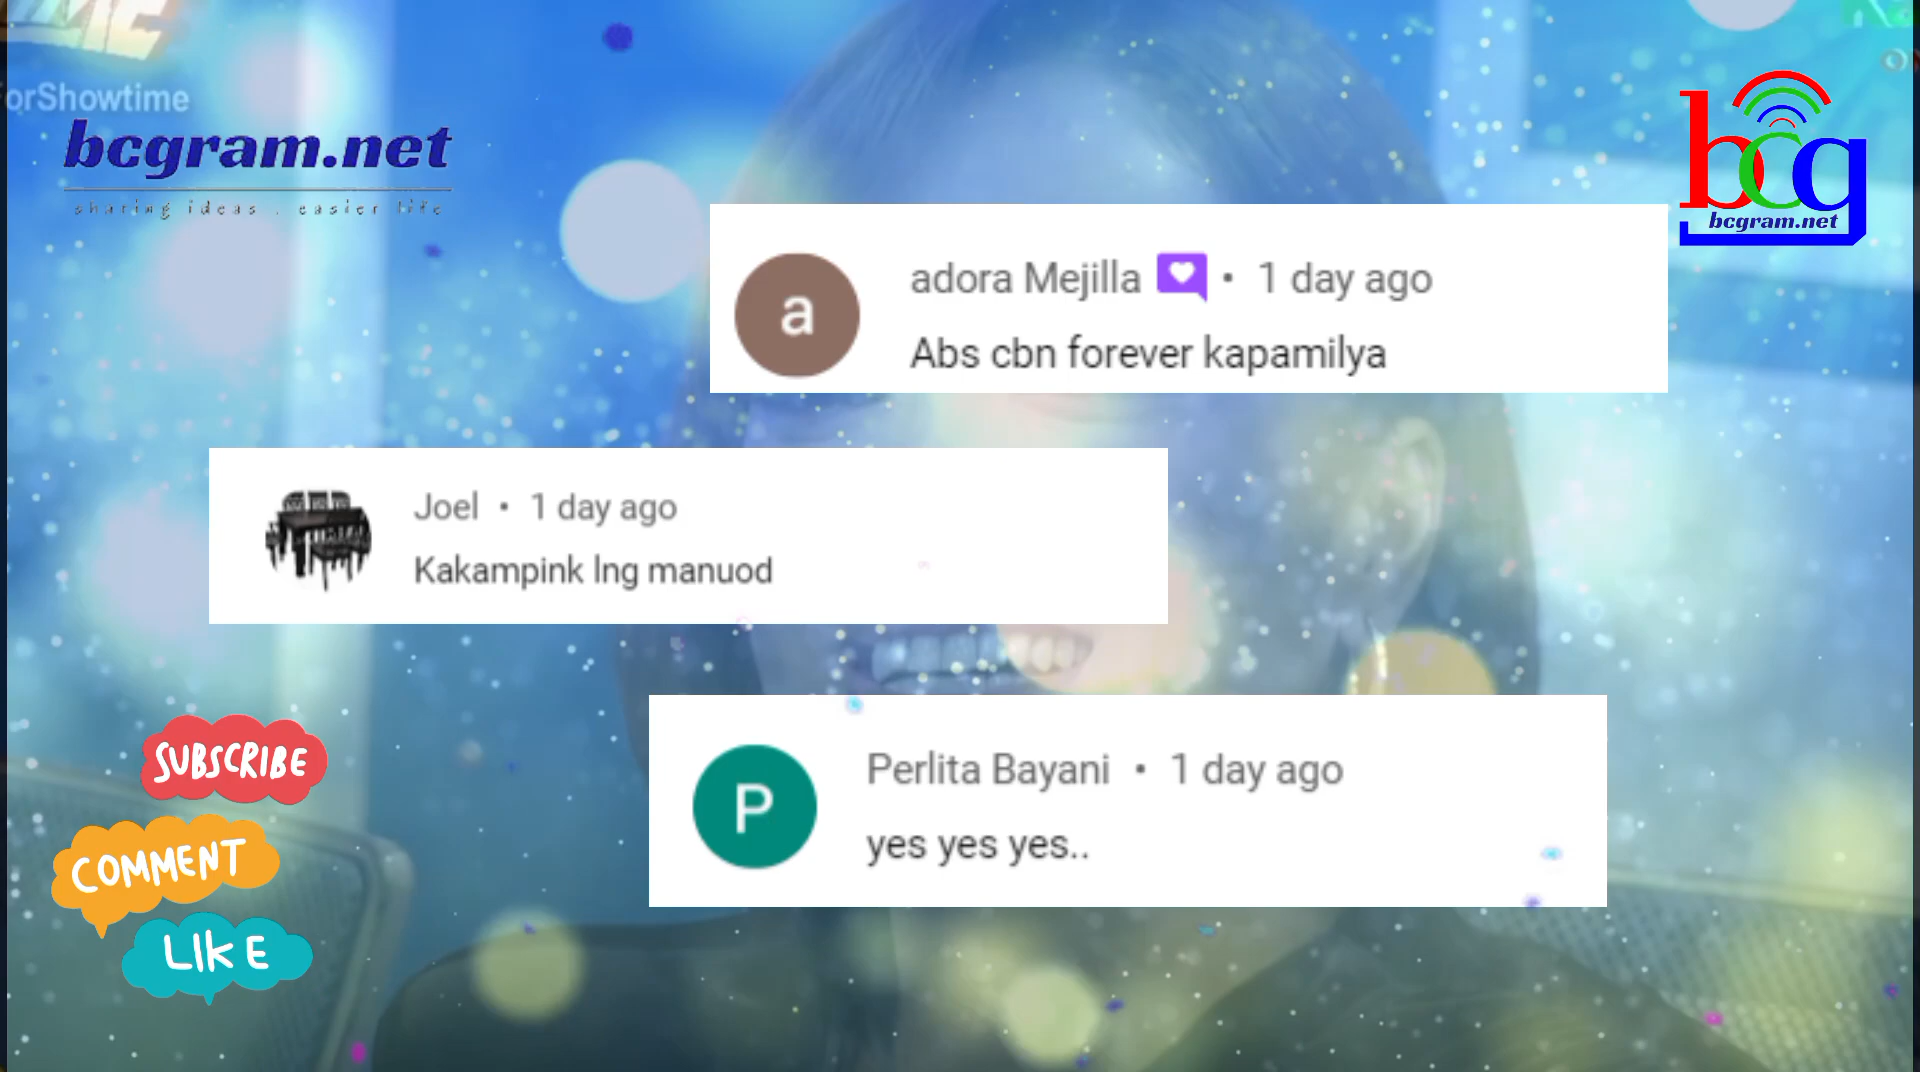 orShowtime
bcgram.net
sharing ideas . easier life
bcg
bcgram.net
a
adora Mejilla • 1 day ago
Abs cbn forever kapamilya
Joel • 1 day ago
Kakampink lng manuod
P
Perlita Bayani • 1 day ago
yes yes yes..
SUBSCRIBE
COMMENT
LIKE